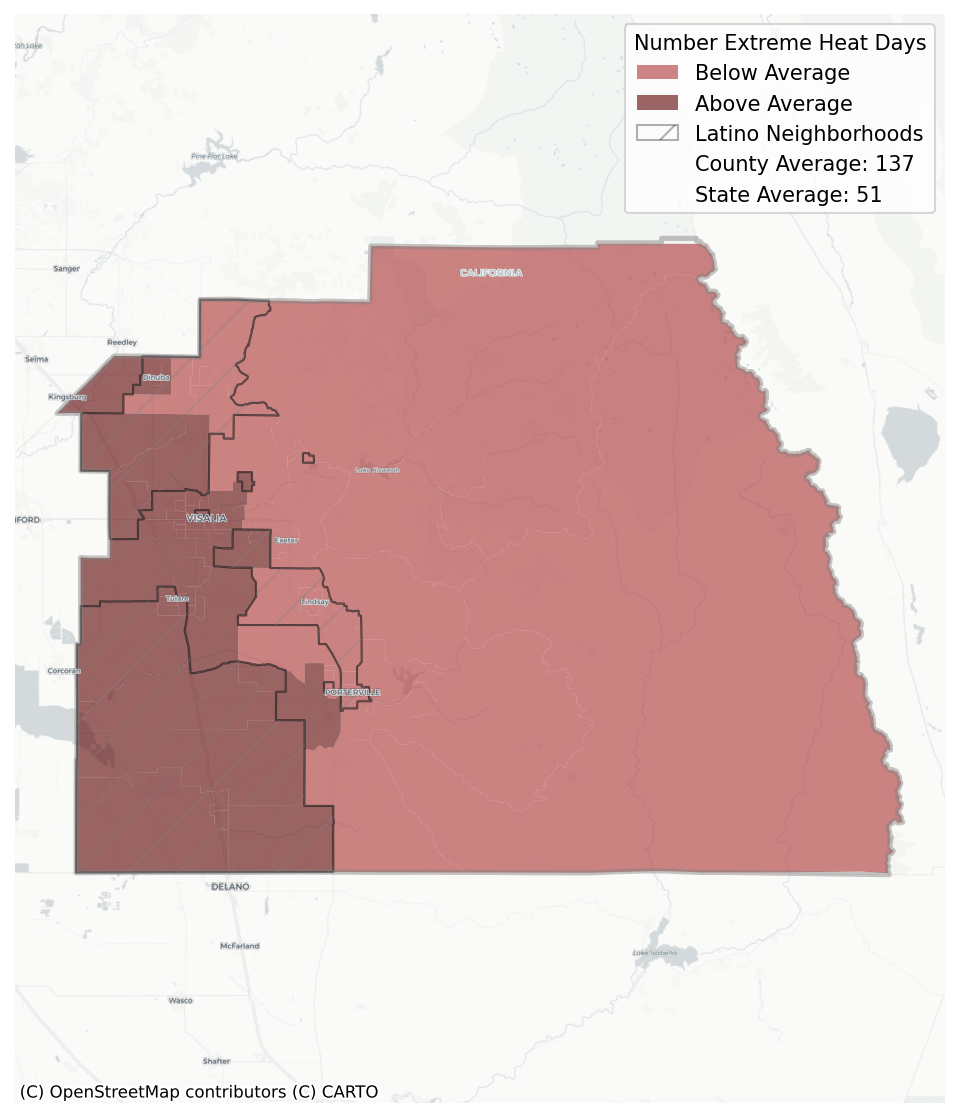 Number Extreme Heat Days
Below Average
Above Average
Latino Neighborhoods
County Average: 137
State Average: 51
Pine Flat Lake
Sanger
CALIFORNIA
Reedley
Selma
Dinuba
Kingsburg
Lake Kaweah
VISALIA
FORD
Exeter
Tulare
Lindsay
Corcoran
PORTERVILLE
DELANO
McFarland
Lake Isabella
Wasco
Shafter
(C) OpenStreetMap contributors (C) CARTO